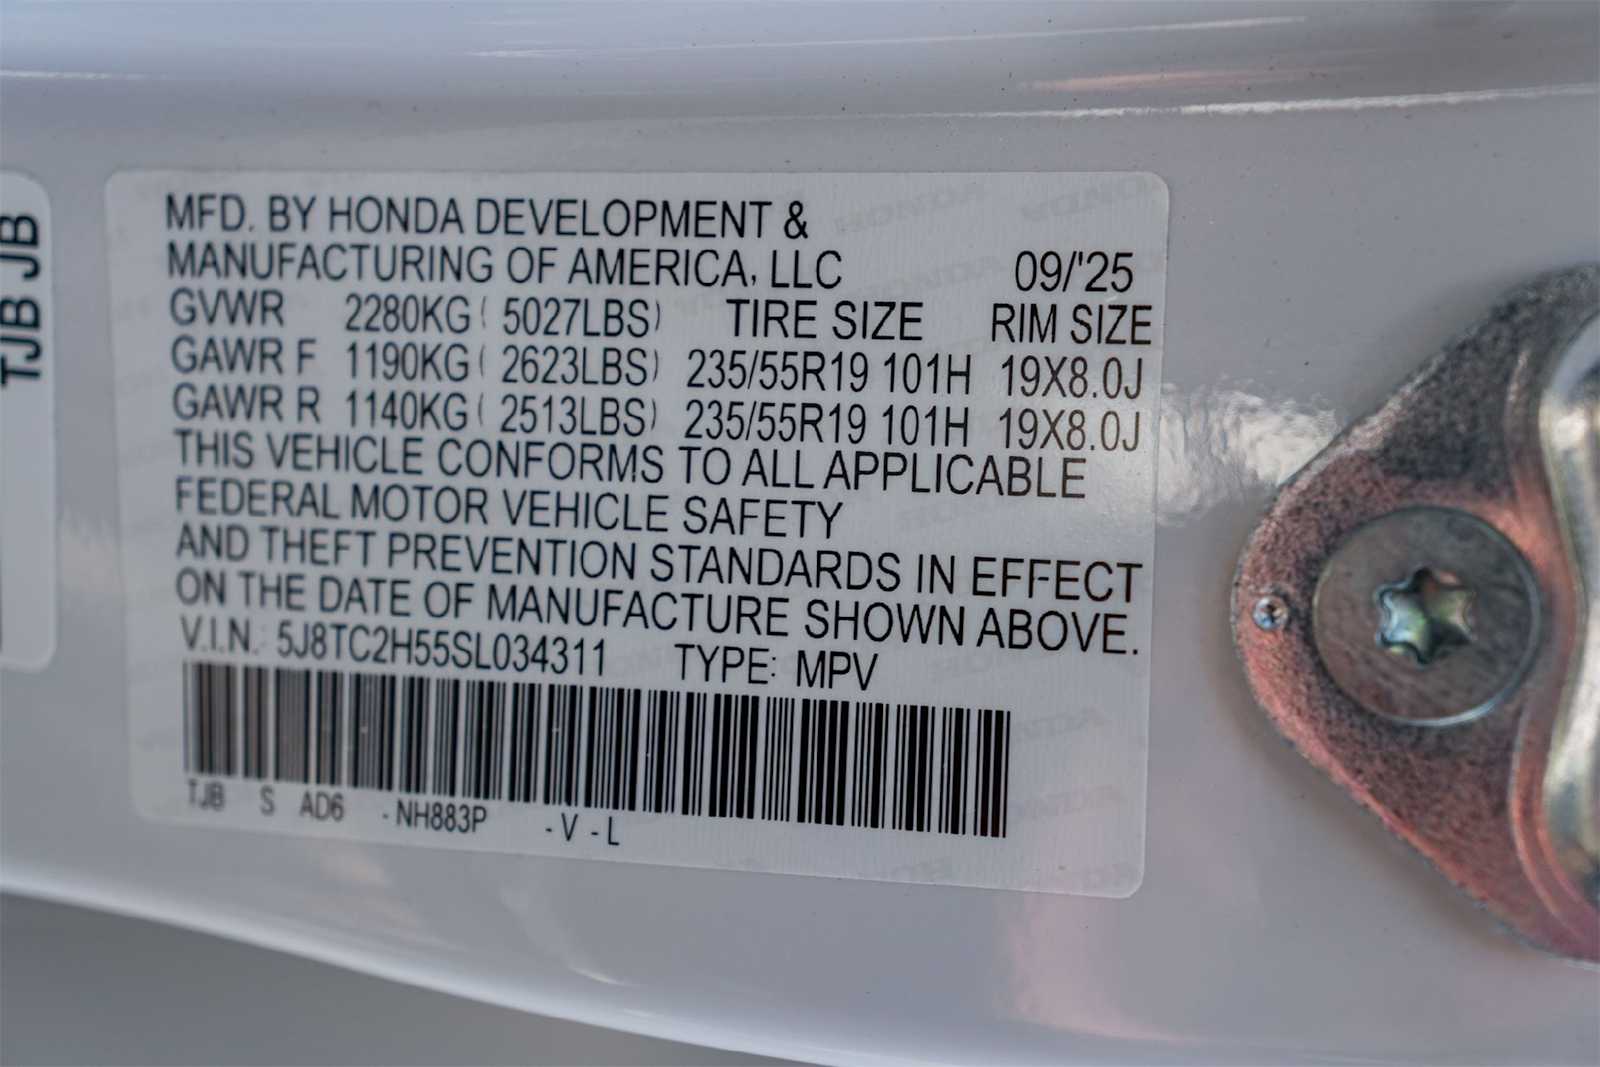 TJB JB
MFD. BY HONDA DEVELOPMENT &
MANUFACTURING OF AMERICA, LLC 09/'25
GVWR 2280KG ( 5027LBS) TIRE SIZE RIM SIZE
GAWR F 1190KG ( 2623LBS) 235/55R19 101H 19X8.0J
GAWR R 1140KG ( 2513LBS) 235/55R19 101H 19X8.0J
THIS VEHICLE CONFORMS TO ALL APPLICABLE
FEDERAL MOTOR VEHICLE SAFETY
AND THEFT PREVENTION STANDARDS IN EFFECT
ON THE DATE OF MANUFACTURE SHOWN ABOVE.
V.I.N.: 5J8TC2H55SL034311 TYPE: MPV
TJB S AD6 - NH883P - V - L